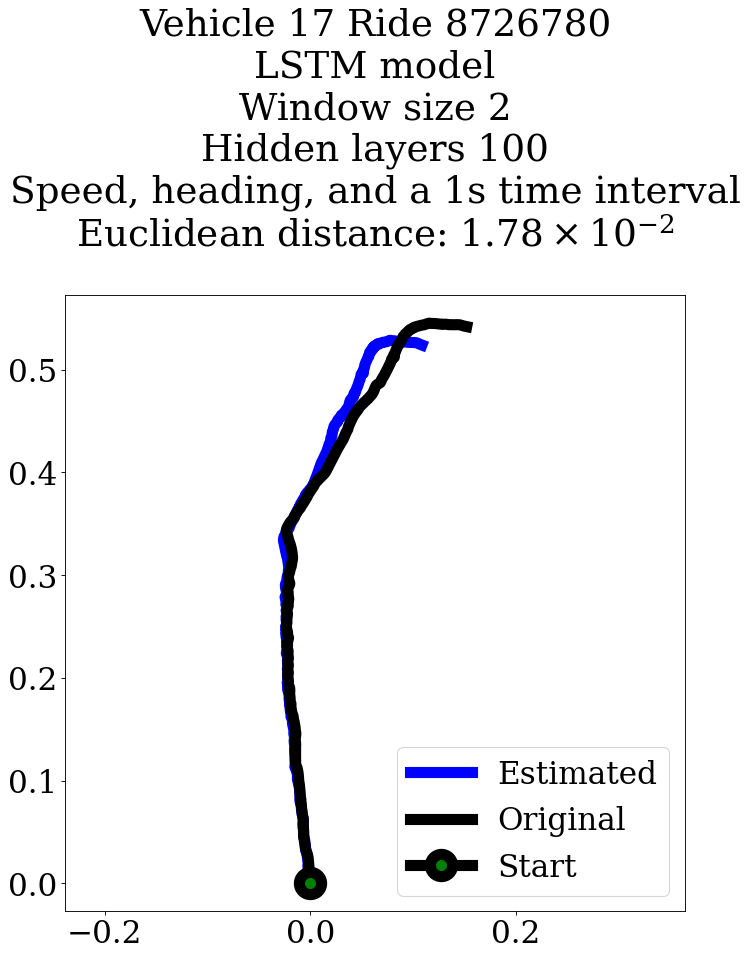 Vehicle 17 Ride 8726780
LSTM model
Window size 2
Hidden layers 100
Speed, heading, and a 1s time interval
Euclidean distance: 1.78 × 10⁻²
0.5
0.4
0.3
0.2
0.1
0.0
−0.2 0.0 0.2
Estimated
Original
Start